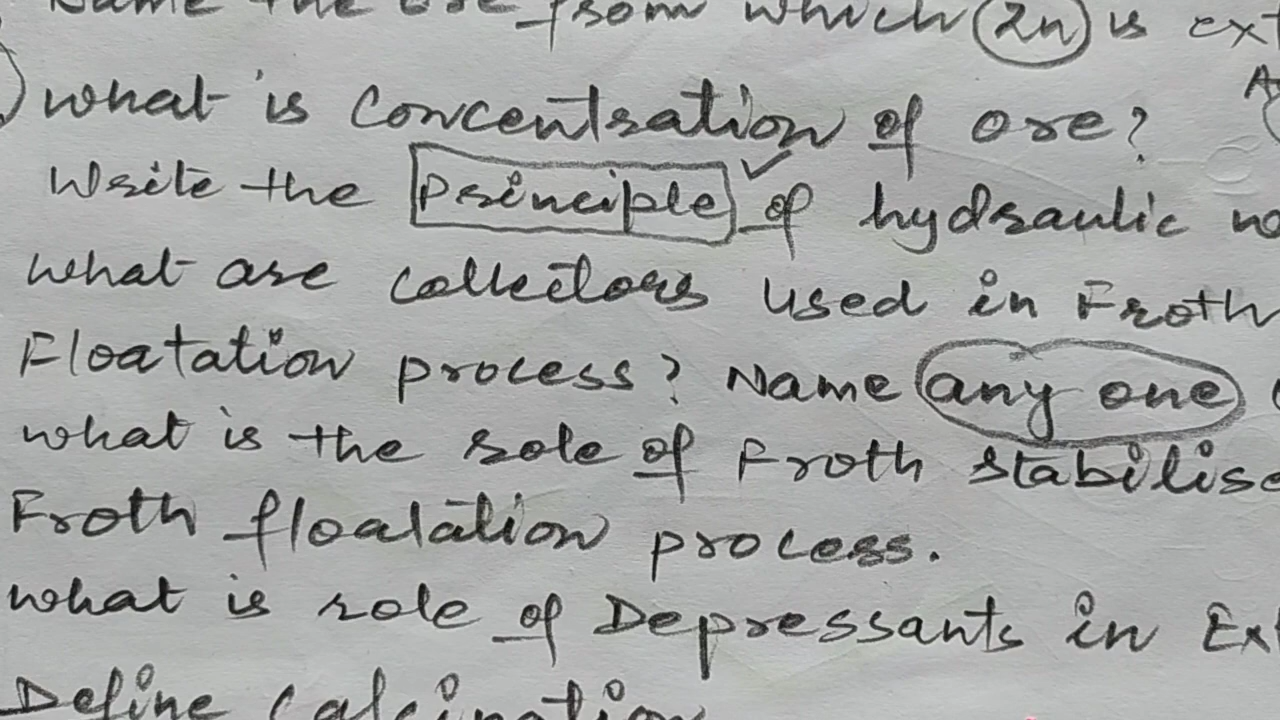 Name the ore from which Zn is ext
what is Concentration of ore?
Write the Principle of hydraulic
what are collectors used in Froth
Floatation process? Name any one
what is the role of Froth stabilise
Froth floatation process.
what is role of Depressants in Ex
Define Calcination